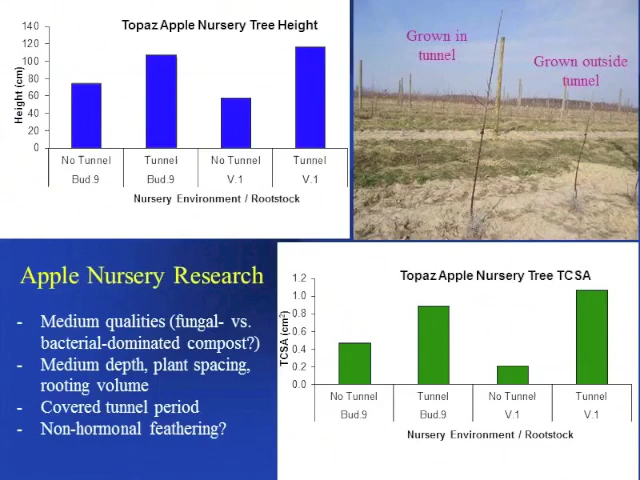 Topaz Apple Nursery Tree Height
140
120
100
80
60
40
20
0
Height (cm)
No Tunnel Tunnel No Tunnel Tunnel
Bud.9 Bud.9 V.1 V.1
Nursery Environment / Rootstock
Grown in
tunnel
Grown outside
tunnel
Apple Nursery Research
- Medium qualities (fungal- vs.
bacterial-dominated compost?)
- Medium depth, plant spacing,
rooting volume
- Covered tunnel period
- Non-hormonal feathering?
Topaz Apple Nursery Tree TCSA
1.2
1.0
0.8
0.6
0.4
0.2
0.0
TCSA (cm²)
No Tunnel Tunnel No Tunnel Tunnel
Bud.9 Bud.9 V.1 V.1
Nursery Environment / Rootstock